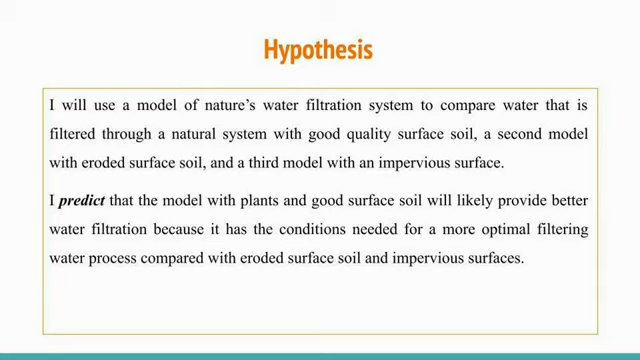 Hypothesis
I will use a model of nature's water filtration system to compare water that is
filtered through a natural system with good quality surface soil, a second model
with eroded surface soil, and a third model with an impervious surface.
I predict that the model with plants and good surface soil will likely provide better
water filtration because it has the conditions needed for a more optimal filtering
water process compared with eroded surface soil and impervious surfaces.